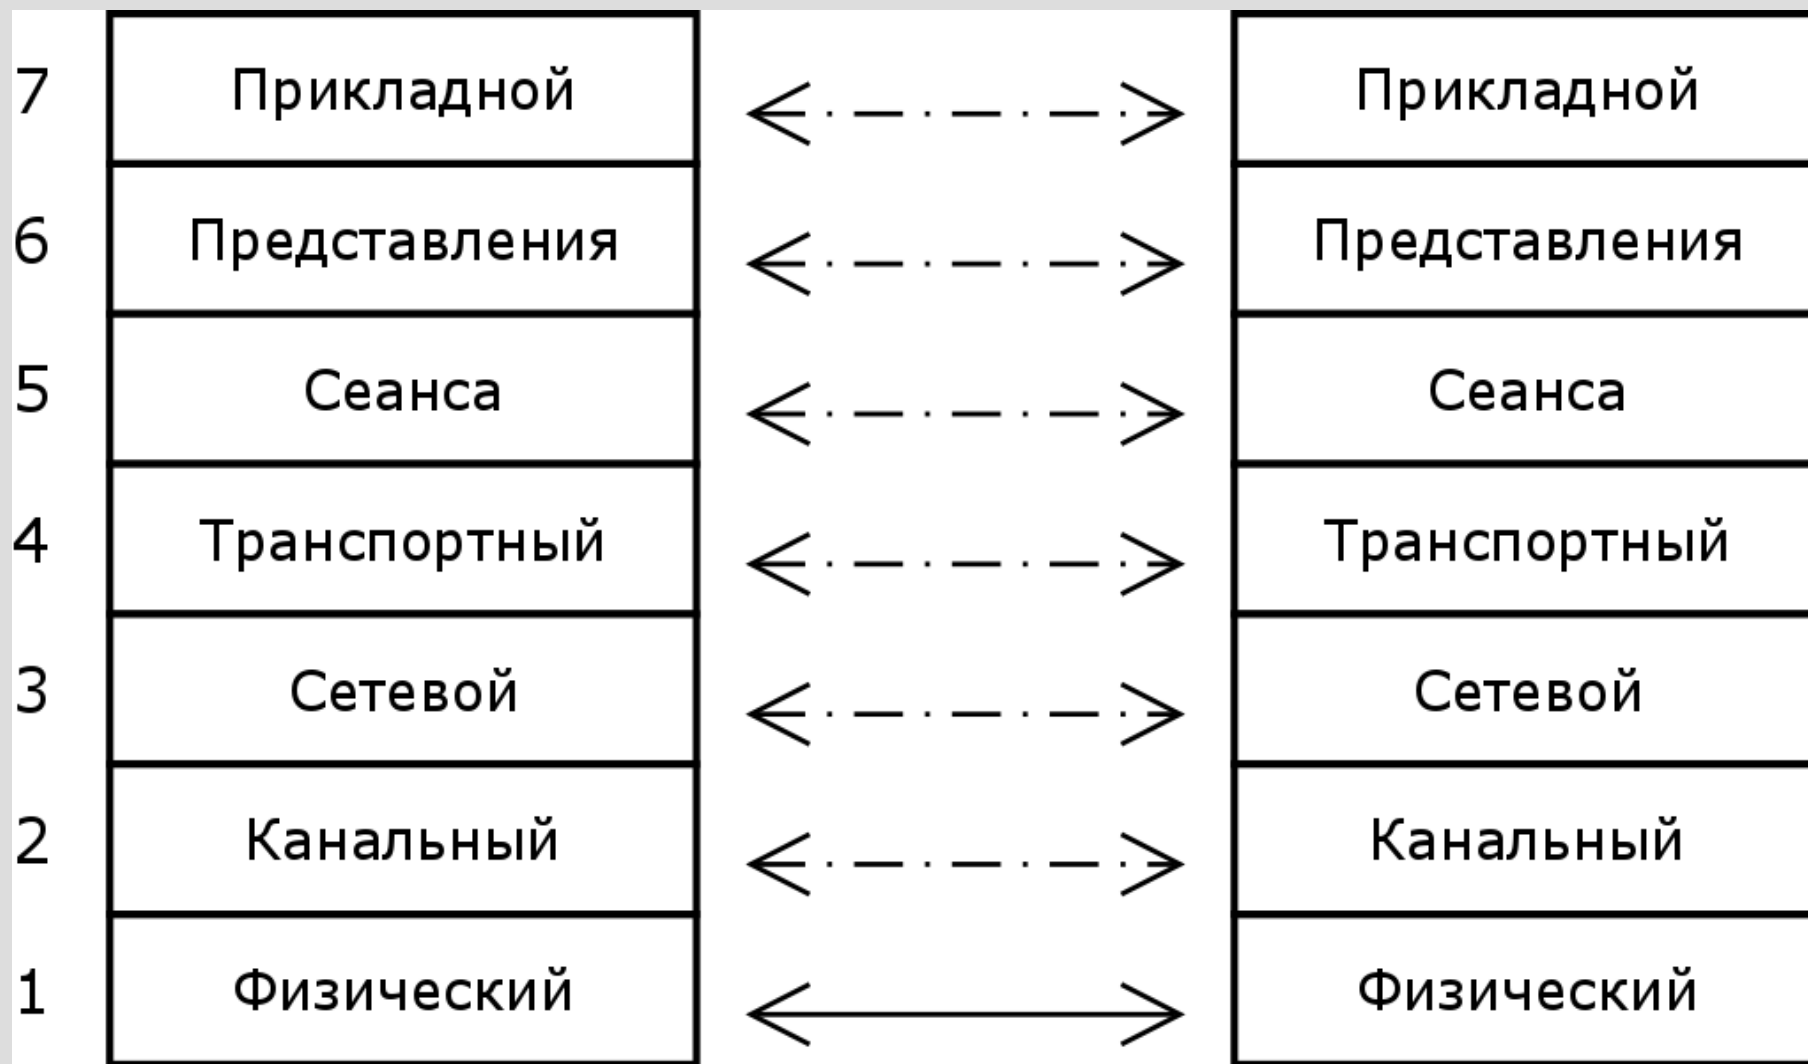 7 Прикладной Прикладной
6 Представления Представления
5 Сеанса Сеанса
4 Транспортный Транспортный
3 Сетевой Сетевой
2 Канальный Канальный
1 Физический Физический